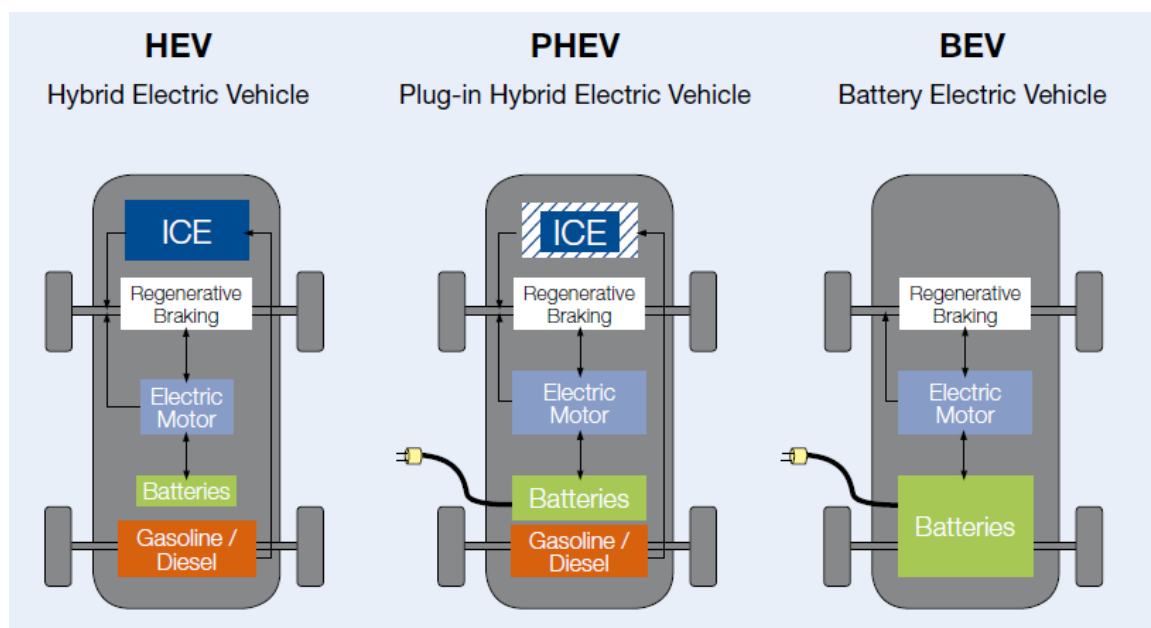 HEV
Hybrid Electric Vehicle
ICE
Regenerative
Braking
Electric
Motor
Batteries
Gasoline /
Diesel
PHEV
Plug-in Hybrid Electric Vehicle
ICE
Regenerative
Braking
Electric
Motor
Batteries
Gasoline /
Diesel
BEV
Battery Electric Vehicle
Regenerative
Braking
Electric
Motor
Batteries